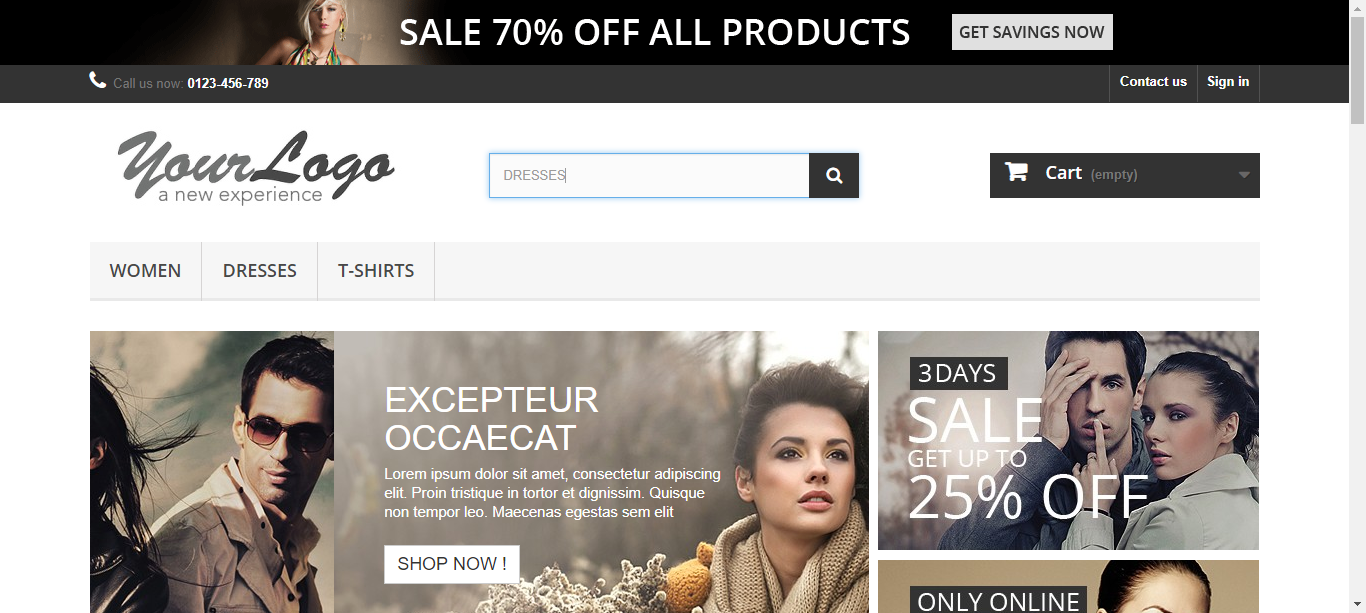 SALE 70% OFF ALL PRODUCTS GET SAVINGS NOW
Call us now: 0123-456-789 Contact us Sign in
YourLogo
a new experience
DRESSES
Cart (empty)
WOMEN DRESSES T-SHIRTS
EXCEPTEUR
OCCAECAT
Lorem ipsum dolor sit amet, consectetur adipiscing
elit. Proin tristique in tortor et dignissim. Quisque
non tempor leo. Maecenas egestas sem elit
SHOP NOW !
3 DAYS
SALE
GET UP TO
25% OFF
ONLY ONLINE